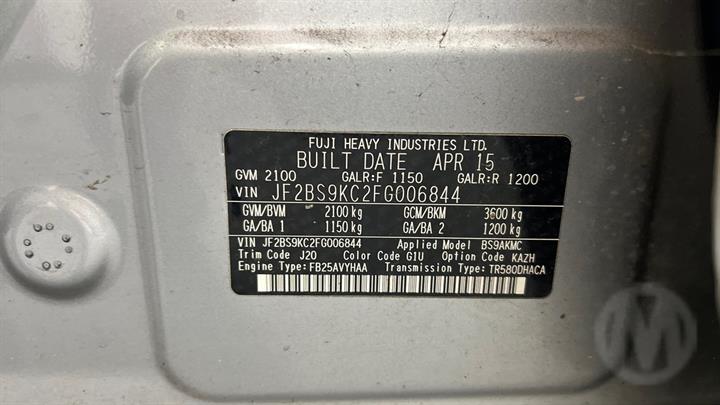 FUJI HEAVY INDUSTRIES LTD.
BUILT DATE APR 15
GVM 2100 GALR:F 1150 GALR:R 1200
VIN JF2BS9KC2FG006844
GVM/BVM 2100 kg GCM/BKM 3600 kg
GA/BA 1 1150 kg GA/BA 2 1200 kg
VIN JF2BS9KC2FG006844 Applied Model BS9AKMC
Trim Code J20 Color Code G1U Option Code KAZH
Engine Type:FB25AVYHAA Transmission Type:TR580DHACA
M